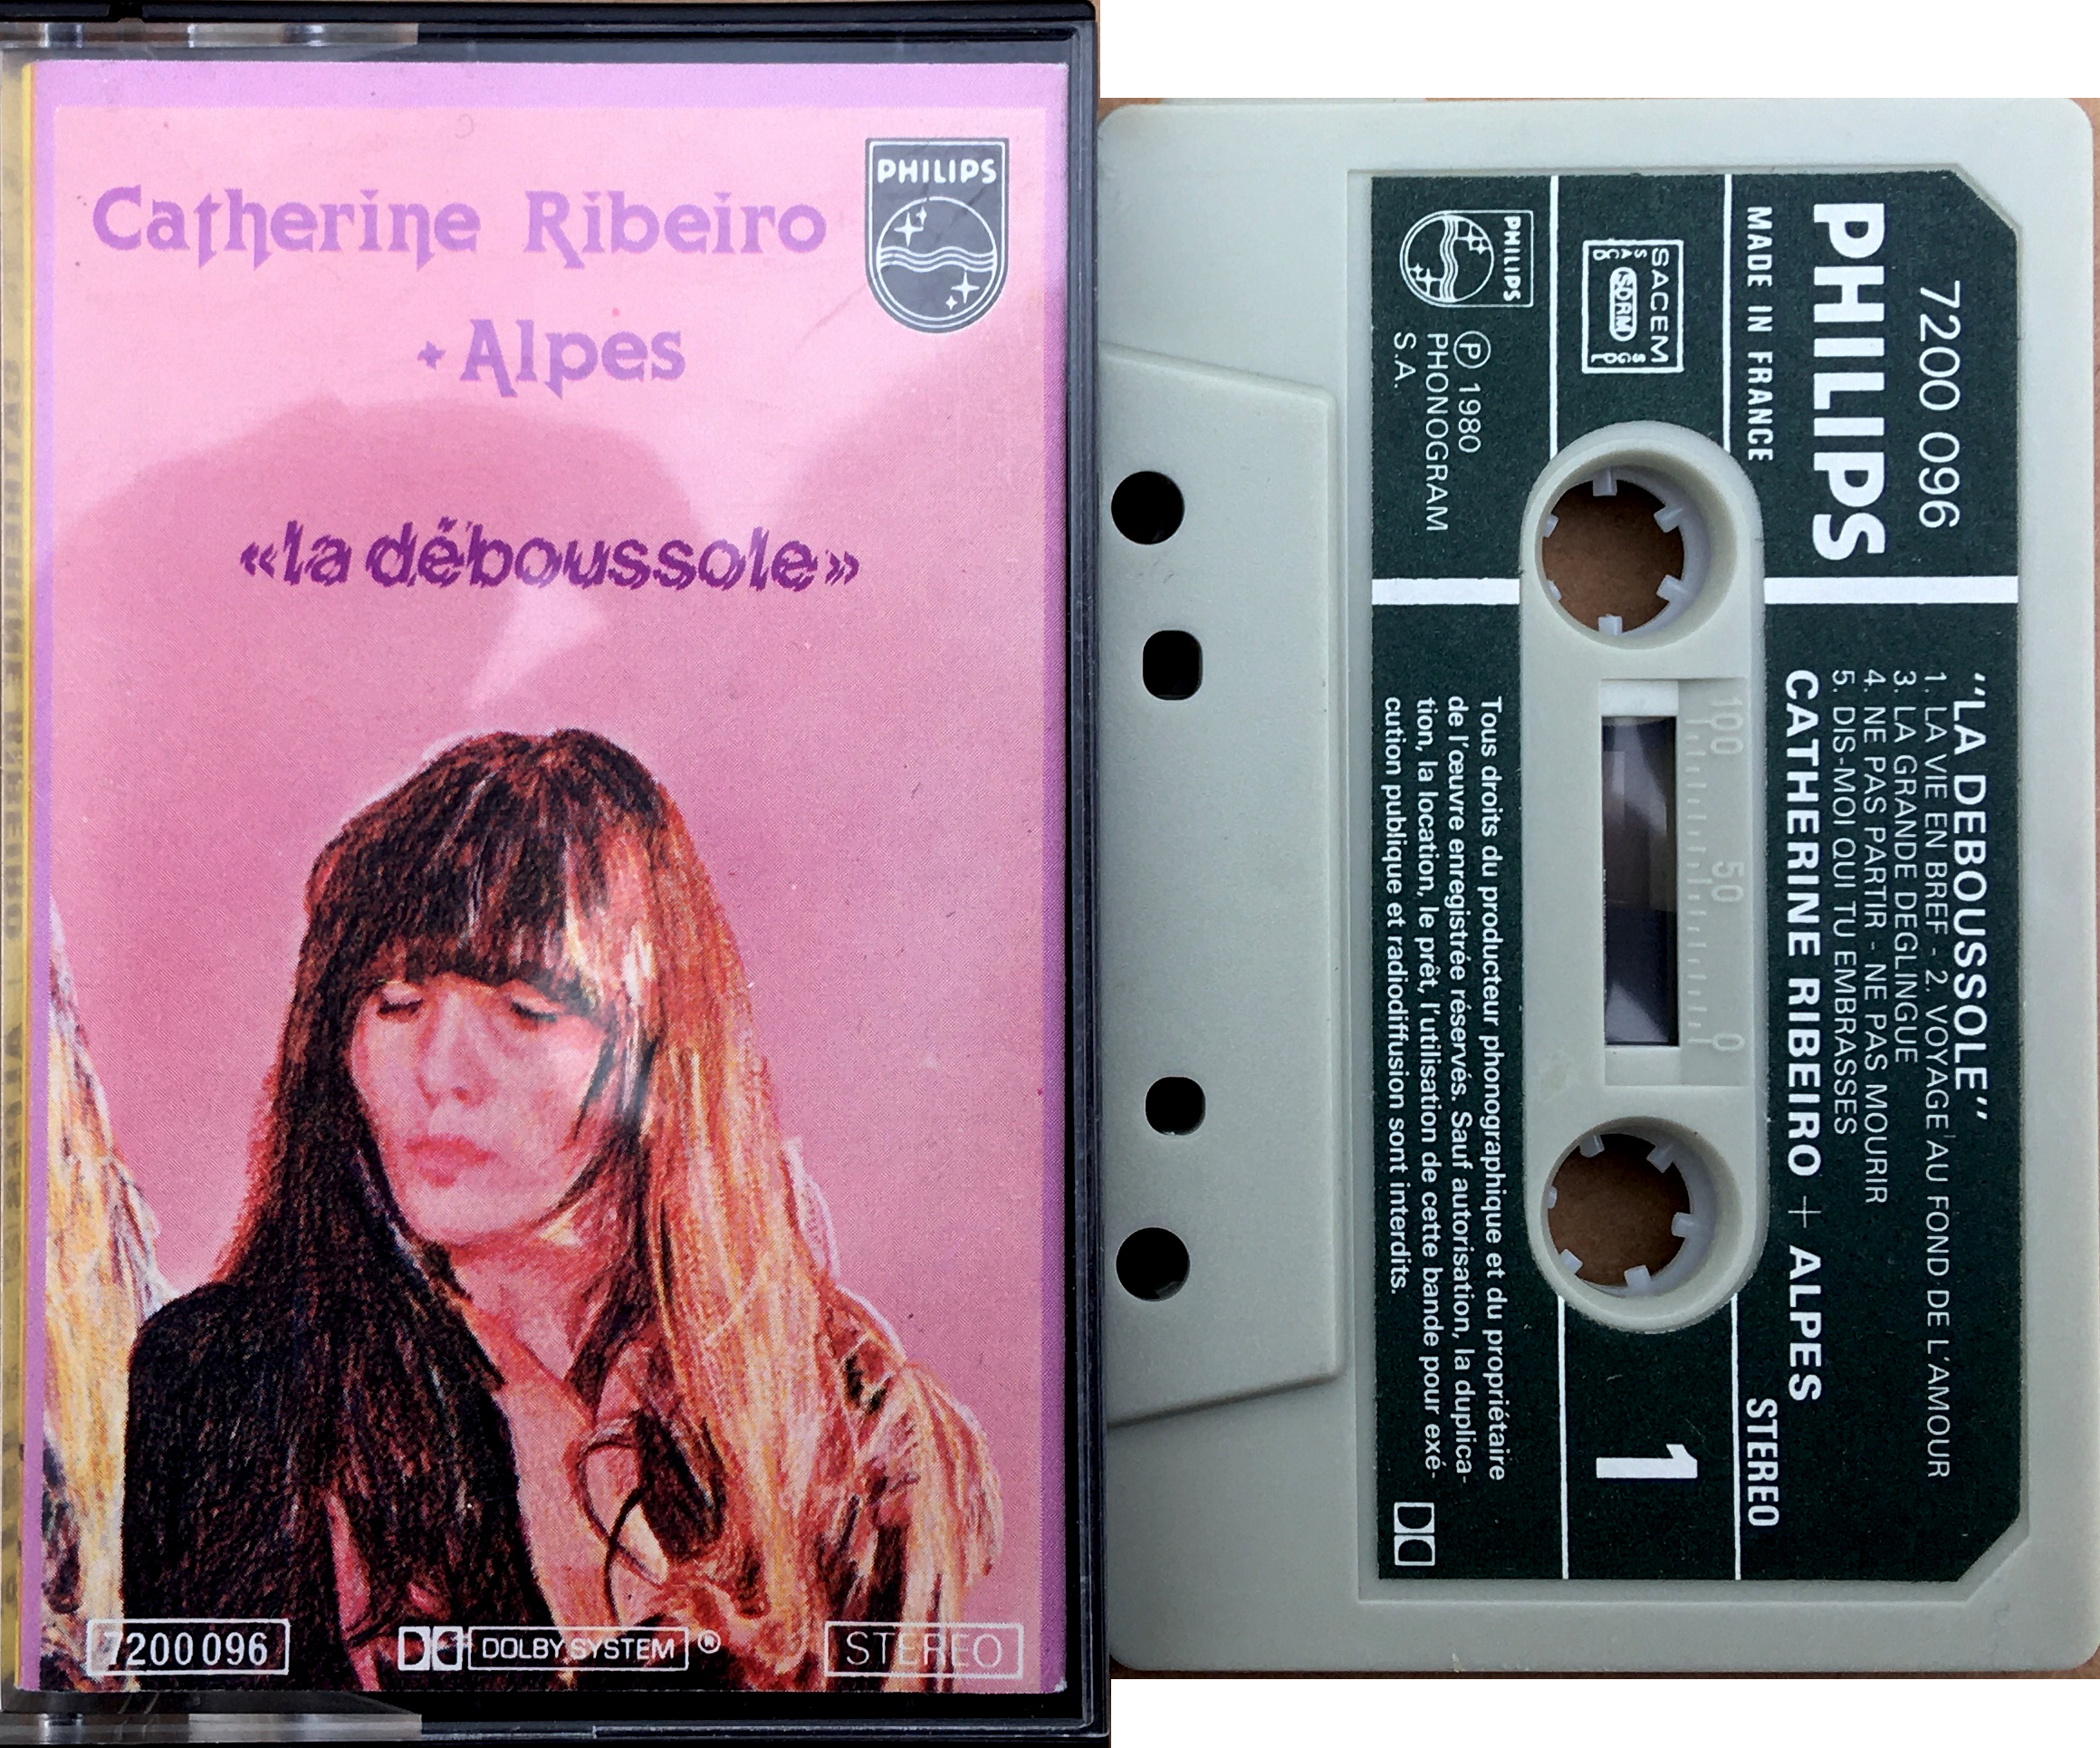 Catherine Ribeiro
+ Alpes
PHILIPS
«la déboussole»
7200096
DOLBY SYSTEM ®
STEREO
7200 096
PHILIPS
MADE IN FRANCE
"LA DEBOUSSOLE"
1. LA VIE EN BREF - 2. VOYAGE AU FOND DE L'AMOUR
3. LA GRANDE DEGLINGUE
4. NE PAS PARTIR - NE PAS MOURIR
5. DIS-MOI QUI TU EMBRASSES
CATHERINE RIBEIRO + ALPES
STEREO
SACEM
SDRM
1
100 50 0
PHILIPS
Ⓟ 1980
PHONOGRAM
S.A.
Tous droits du producteur phonographique et du propriétaire
de l'œuvre enregistrée réservés. Sauf autorisation, la duplica-
tion, la location, le prêt, l'utilisation de cette bande pour exé-
cution publique et radiodiffusion sont interdits.